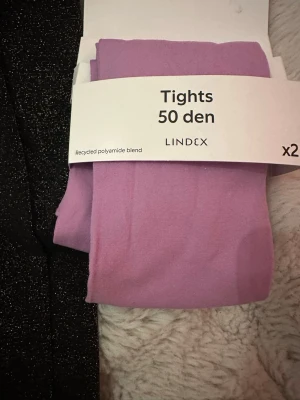 Tights
50 den
LINDEX
Recycled polyamide blend
x2